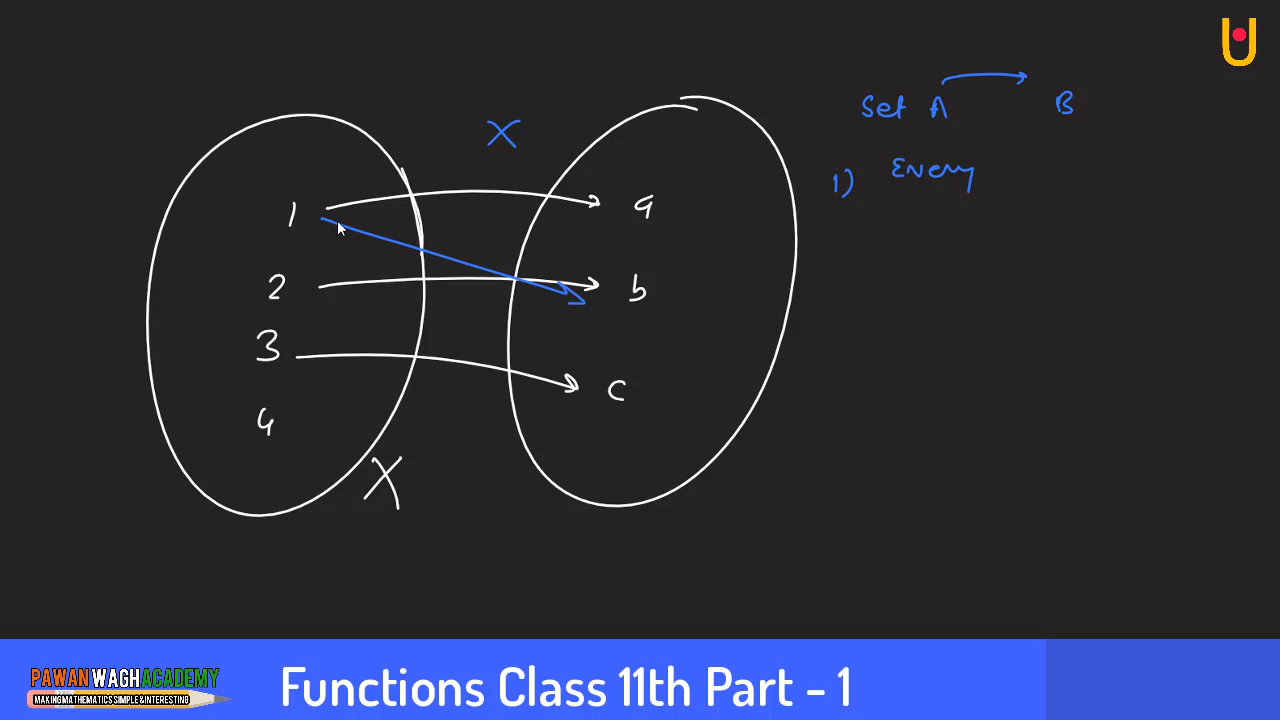 Set A B
1) Every
X
1 a
2 b
3 c
4
X
PAWAN WAGH ACADEMY
MAKING MATHEMATICS SIMPLE & INTERESTING
Functions Class 11th Part - 1